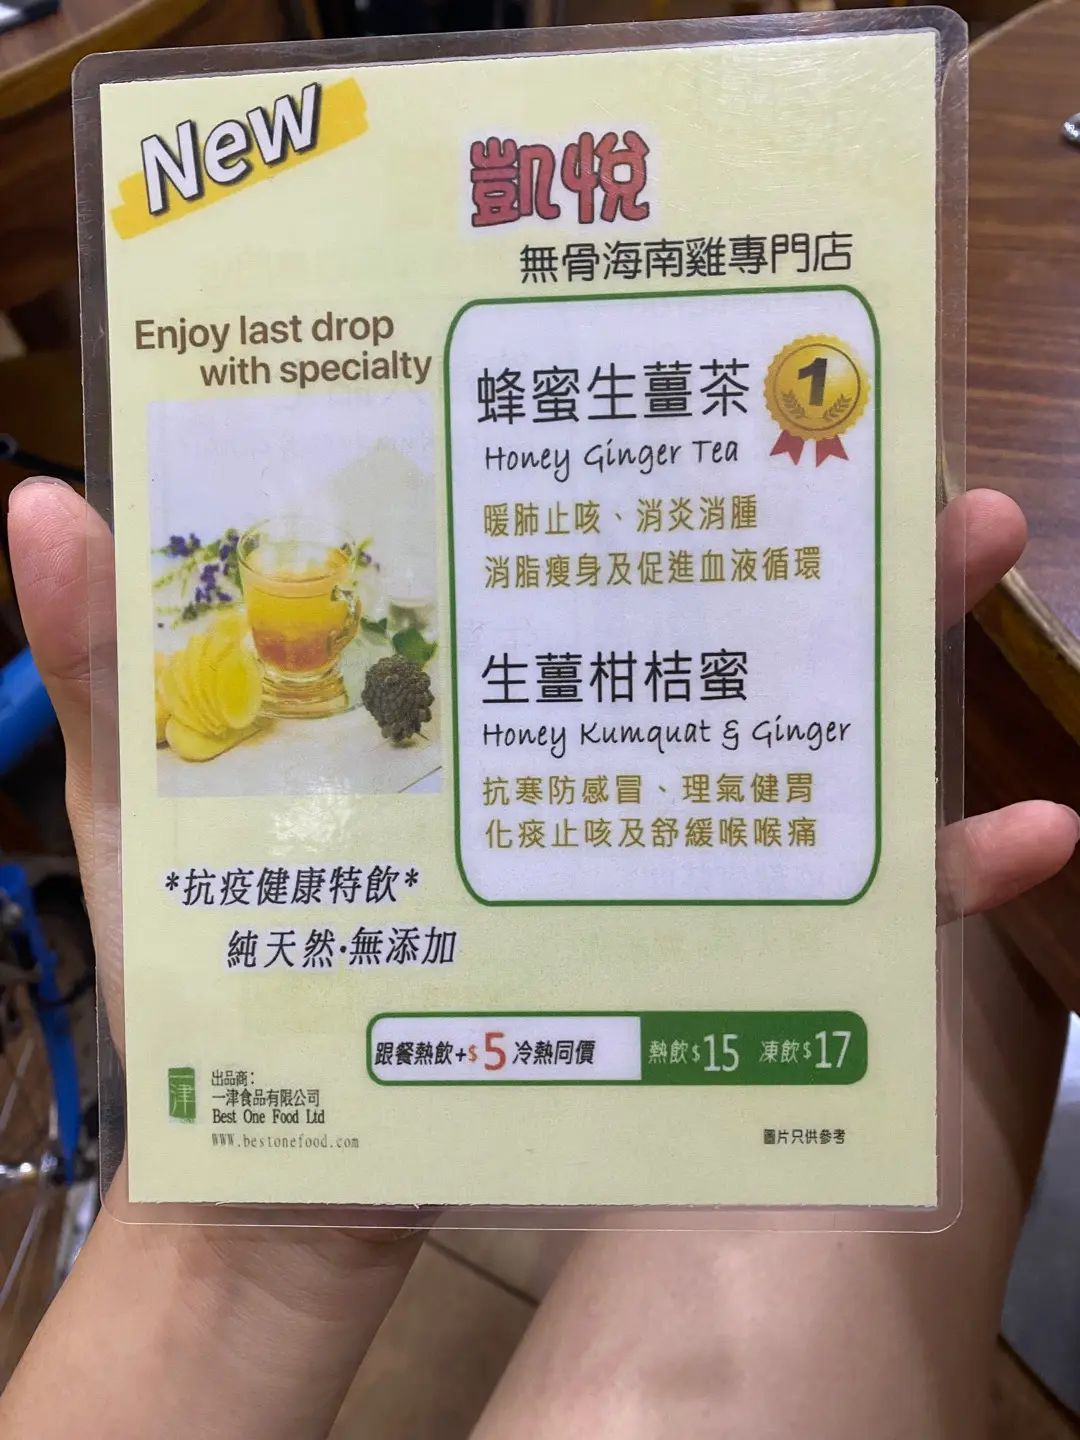 New
凱悅
無骨海南雞專門店
Enjoy last drop
with specialty
蜂蜜生薑茶
1
Honey Ginger Tea
暖肺止咳、消炎消腫
消脂瘦身及促進血液循環
生薑柑桔蜜
Honey Kumquat & Ginger
抗寒防感冒、理氣健胃
化痰止咳及舒緩喉喉痛
*抗疫健康特飲*
純天然·無添加
跟餐熱飲+$5 冷熱同價
熱飲$15 凍飲$17
一津
出品商：
一津食品有限公司
Best One Food Ltd
WWW.bestonefood.com
圖片只供參考